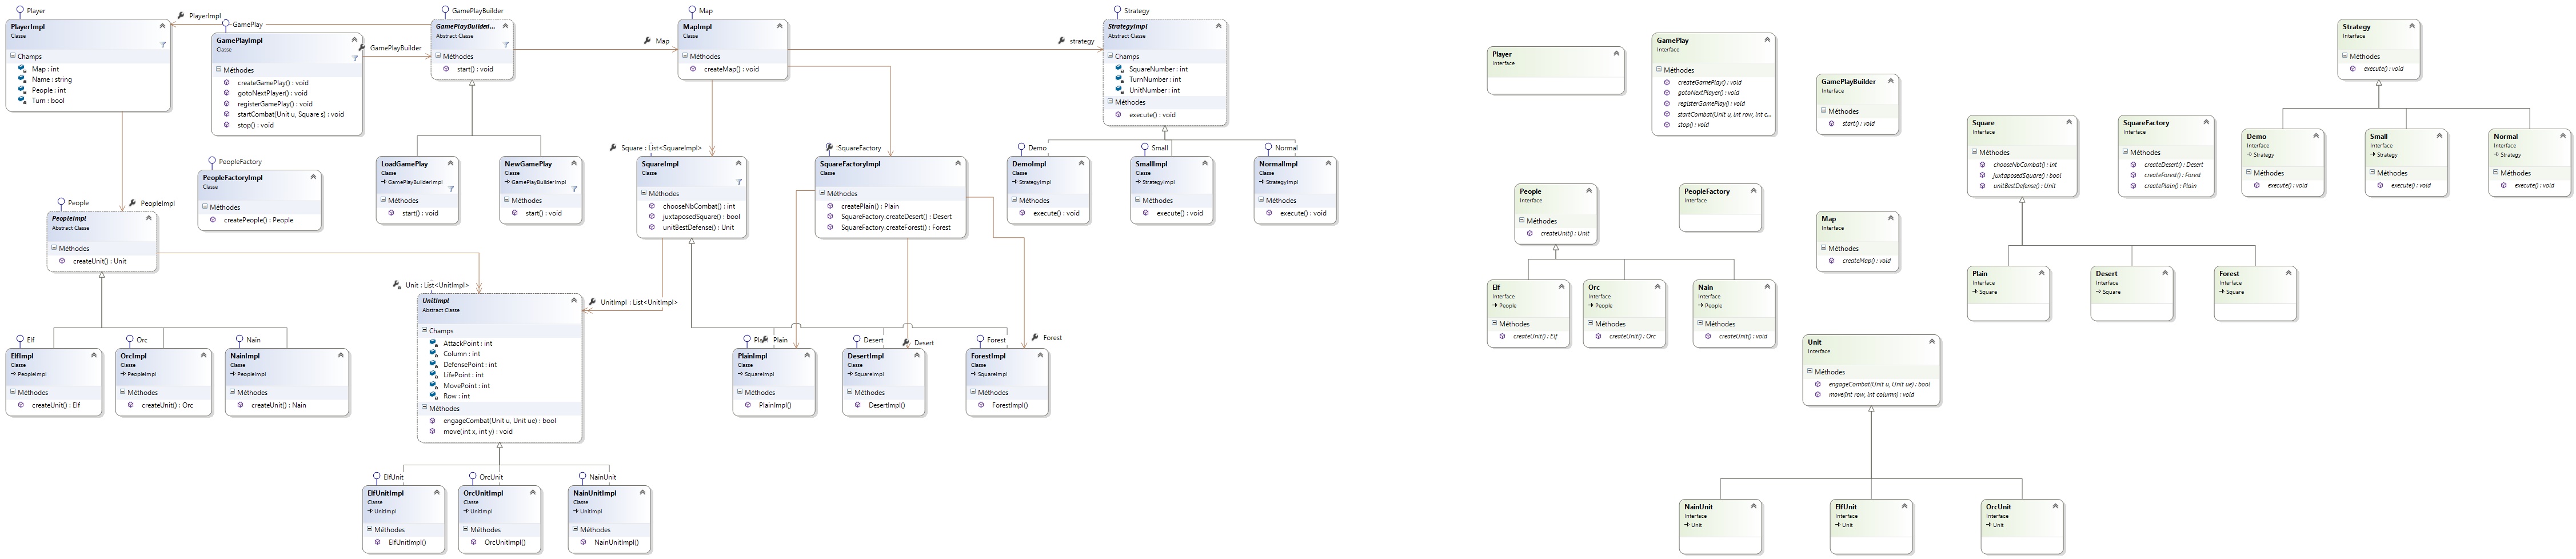 Player
PlayerImpl
Classe
Champs
Map : int
Name : string
People : int
Turn : bool
PlayerImpl
GamePlay
GamePlayImpl
Classe
Méthodes
createGamePlay() : void
gotoNextPlayer() : void
registerGamePlay() : void
startCombat(Unit u, Square s) : void
stop() : void
GamePlayBuilder
GamePlayBuilder
GamePlayBuilder...
Abstract Classe
Méthodes
start() : void
Map
Map
MapImpl
Classe
Méthodes
createMap() : void
strategy
Strategy
StrategyImpl
Abstract Classe
Champs
SquareNumber : int
TurnNumber : int
UnitNumber : int
Méthodes
execute() : void
PeopleFactory
PeopleFactoryImpl
Classe
Méthodes
createPeople() : People
LoadGamePlay
Classe
GamePlayBuilderImpl
Méthodes
start() : void
NewGamePlay
Classe
GamePlayBuilderImpl
Méthodes
start() : void
Square : List<SquareImpl>
SquareImpl
Classe
Méthodes
chooseNbCombat() : int
juxtaposedSquare() : bool
unitBestDefense() : Unit
SquareFactory
SquareFactoryImpl
Classe
Méthodes
createPlain() : Plain
SquareFactory.createDesert() : Desert
SquareFactory.createForest() : Forest
Demo
DemoImpl
Classe
StrategyImpl
Méthodes
execute() : void
Small
SmallImpl
Classe
StrategyImpl
Méthodes
execute() : void
Normal
NormalImpl
Classe
StrategyImpl
Méthodes
execute() : void
People
PeopleImpl
PeopleImpl
Abstract Classe
Méthodes
createUnit() : Unit
Unit : List<UnitImpl>
UnitImpl : List<UnitImpl>
UnitImpl
Abstract Classe
Champs
AttackPoint : int
Column : int
DefensePoint : int
LifePoint : int
MovePoint : int
Row : int
Méthodes
engageCombat(Unit u, Unit ue) : bool
move(int x, int y) : void
Elf
ElfImpl
Classe
PeopleImpl
Méthodes
createUnit() : Elf
Orc
OrcImpl
Classe
PeopleImpl
Méthodes
createUnit() : Orc
Nain
NainImpl
Classe
PeopleImpl
Méthodes
createUnit() : Nain
Plain
PlainImpl
Classe
SquareImpl
Méthodes
PlainImpl()
Desert
Desert
DesertImpl
Classe
SquareImpl
Méthodes
DesertImpl()
Forest
Forest
ForestImpl
Classe
SquareImpl
Méthodes
ForestImpl()
ElfUnit
ElfUnitImpl
Classe
UnitImpl
Méthodes
ElfUnitImpl()
OrcUnit
OrcUnitImpl
Classe
UnitImpl
Méthodes
OrcUnitImpl()
NainUnit
NainUnitImpl
Classe
UnitImpl
Méthodes
NainUnitImpl()
Player
Interface
GamePlay
Interface
Méthodes
createGamePlay() : void
gotoNextPlayer() : void
registerGamePlay() : void
startCombat(Unit u, int row, int c...
stop() : void
GamePlayBuilder
Interface
Méthodes
start() : void
Strategy
Interface
Méthodes
execute() : void
Square
Interface
Méthodes
chooseNbCombat() : int
juxtaposedSquare() : bool
unitBestDefense() : Unit
SquareFactory
Interface
Méthodes
createDesert() : Desert
createForest() : Forest
createPlain() : Plain
Demo
Interface
Strategy
Méthodes
execute() : void
Small
Interface
Strategy
Méthodes
execute() : void
Normal
Interface
Strategy
Méthodes
execute() : void
People
Interface
Méthodes
createUnit() : Unit
PeopleFactory
Interface
Map
Interface
Méthodes
createMap() : void
Elf
Interface
People
Méthodes
createUnit() : Elf
Orc
Interface
People
Méthodes
createUnit() : Orc
Nain
Interface
People
Méthodes
createUnit() : void
Plain
Interface
Square
Desert
Interface
Square
Forest
Interface
Square
Unit
Interface
Méthodes
engageCombat(Unit u, Unit ue) : bool
move(int row, int column) : void
NainUnit
Interface
Unit
ElfUnit
Interface
Unit
OrcUnit
Interface
Unit